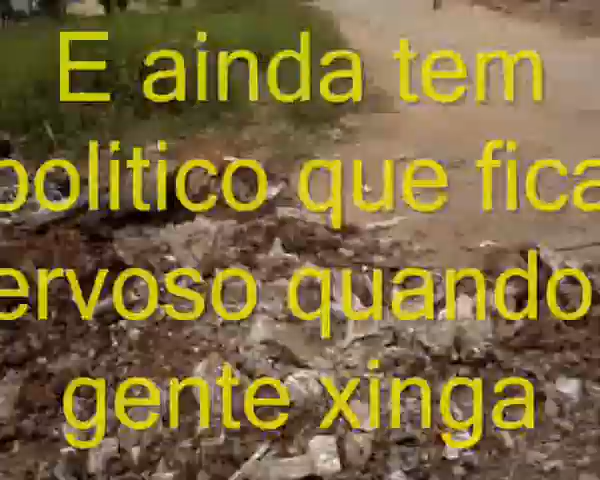 E ainda tem
politico que fica
ervoso quando
gente xinga